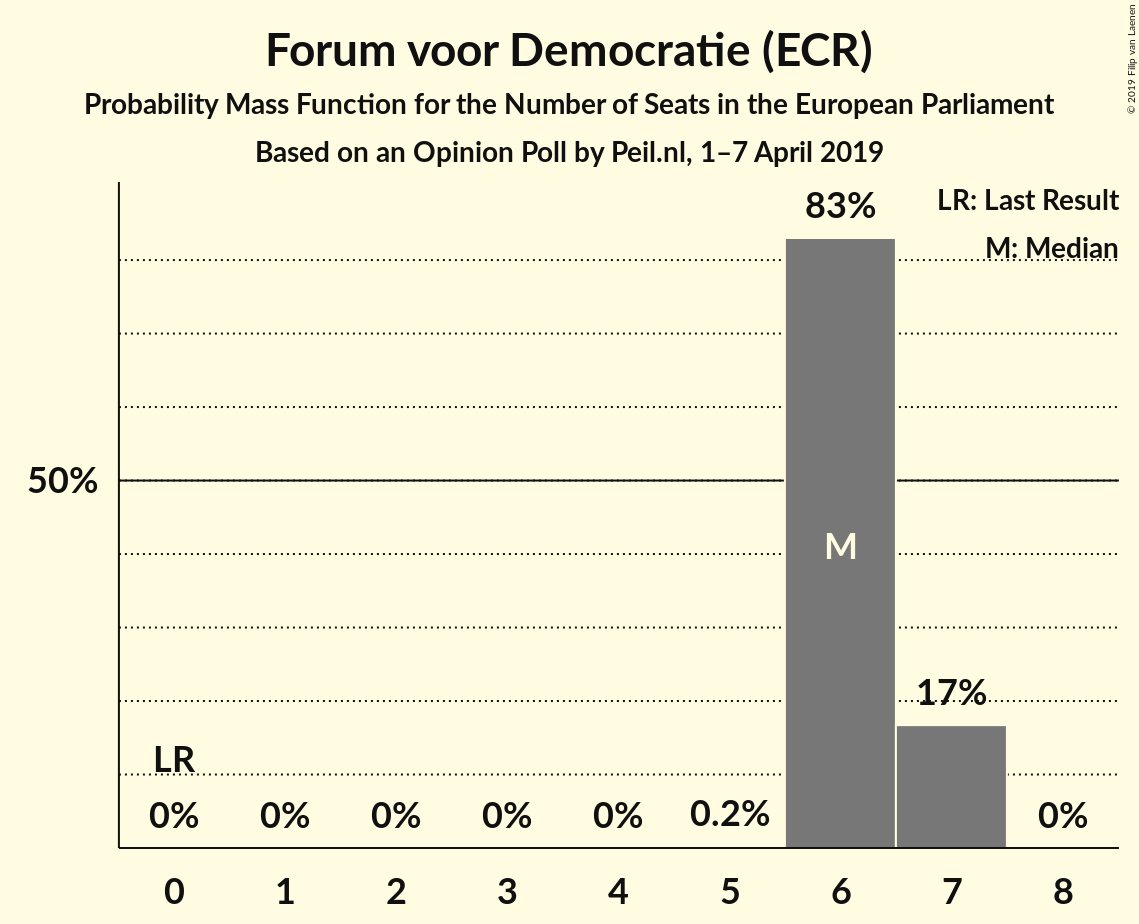 Forum voor Democratie (ECR)
Probability Mass Function for the Number of Seats in the European Parliament
Based on an Opinion Poll by Peil.nl, 1–7 April 2019
© 2019 Filip van Laenen
LR: Last Result
M: Median
83%
50%
M
17%
LR
0% 0% 0% 0% 0% 0.2% 0%
0 1 2 3 4 5 6 7 8